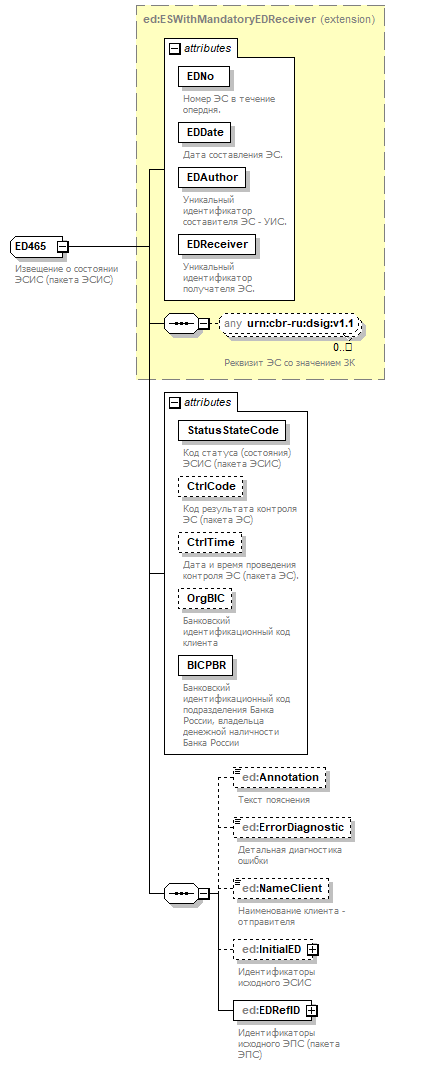 ed:ESWithMandatoryEDReceiver (extension)
attributes
EDNo
Номер ЭС в течение
опердня.
EDDate
Дата составления ЭС.
EDAuthor
Уникальный
идентификатор
составителя ЭС - УИС.
EDReceiver
Уникальный
идентификатор
получателя ЭС.
ED465
Извещение о состоянии
ЭСИС (пакета ЭСИС)
any urn:cbr-ru:dsig:v1.1
0..□
Реквизит ЭС со значением ЗК
attributes
StatusStateCode
Код статуса (состояния)
ЭСИС (пакета ЭСИС)
CtrlCode
Код результата контроля
ЭС (пакета ЭС)
CtrlTime
Дата и время проведения
контроля ЭС (пакета ЭС).
OrgBIC
Банковский
идентификационный код
клиента
BICPBR
Банковский
идентификационный код
подразделения Банка
России, владельца
денежной наличности
Банка России
ed:Annotation
Текст пояснения
ed:ErrorDiagnostic
Детальная диагностика
ошибки
ed:NameClient
Наименование клиента -
отправителя
ed:InitialED
Идентификаторы
исходного ЭСИС
ed:EDRefID
Идентификаторы
исходного ЭПС (пакета
ЭПС)